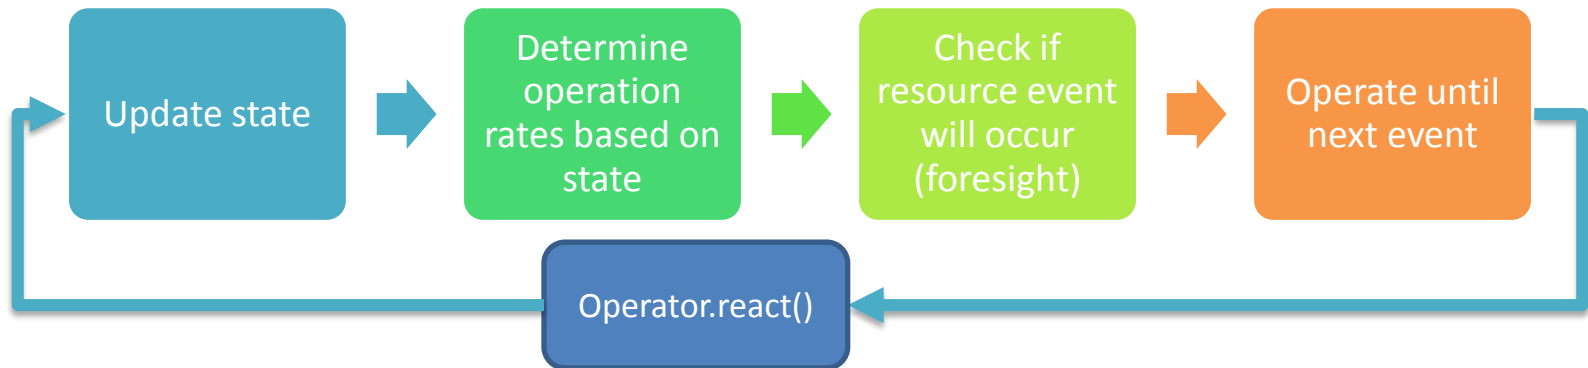 Update state
Determine
operation
rates based on
state
Check if
resource event
will occur
(foresight)
Operate until
next event
Operator.react()